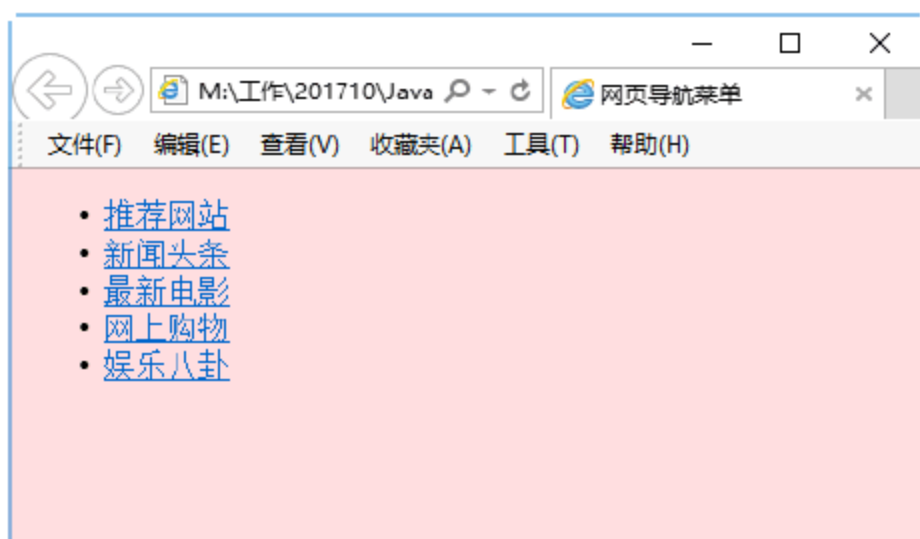 M:\工作\201710\Java
网页导航菜单
文件(F) 编辑(E) 查看(V) 收藏夹(A) 工具(T) 帮助(H)
• 推荐网站
• 新闻头条
• 最新电影
• 网上购物
• 娱乐八卦